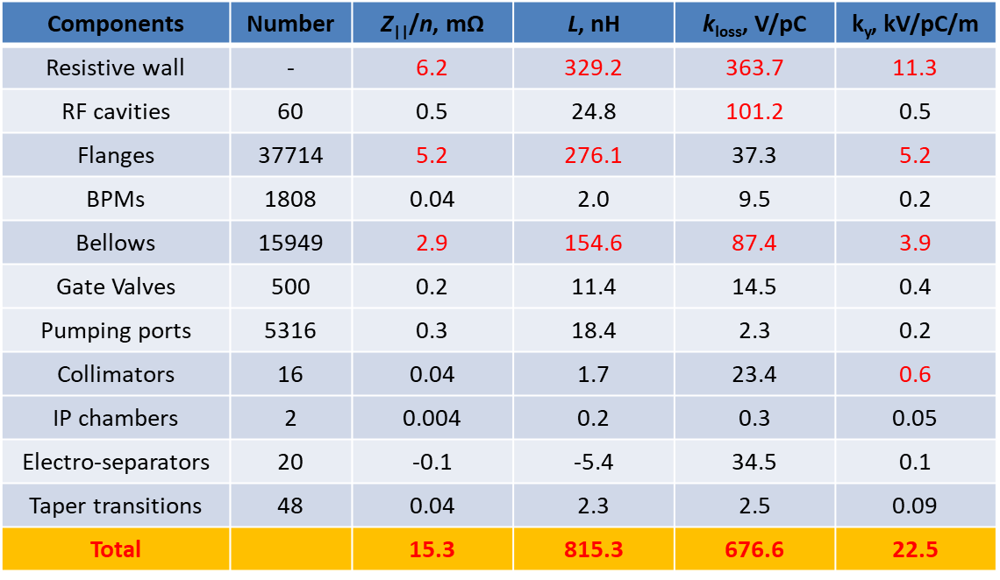 Components Number Z||/n, mΩ L, nH kloss, V/pC ky, kV/pC/m
Resistive wall - 6.2 329.2 363.7 11.3
RF cavities 60 0.5 24.8 101.2 0.5
Flanges 37714 5.2 276.1 37.3 5.2
BPMs 1808 0.04 2.0 9.5 0.2
Bellows 15949 2.9 154.6 87.4 3.9
Gate Valves 500 0.2 11.4 14.5 0.4
Pumping ports 5316 0.3 18.4 2.3 0.2
Collimators 16 0.04 1.7 23.4 0.6
IP chambers 2 0.004 0.2 0.3 0.05
Electro-separators 20 -0.1 -5.4 34.5 0.1
Taper transitions 48 0.04 2.3 2.5 0.09
Total 15.3 815.3 676.6 22.5